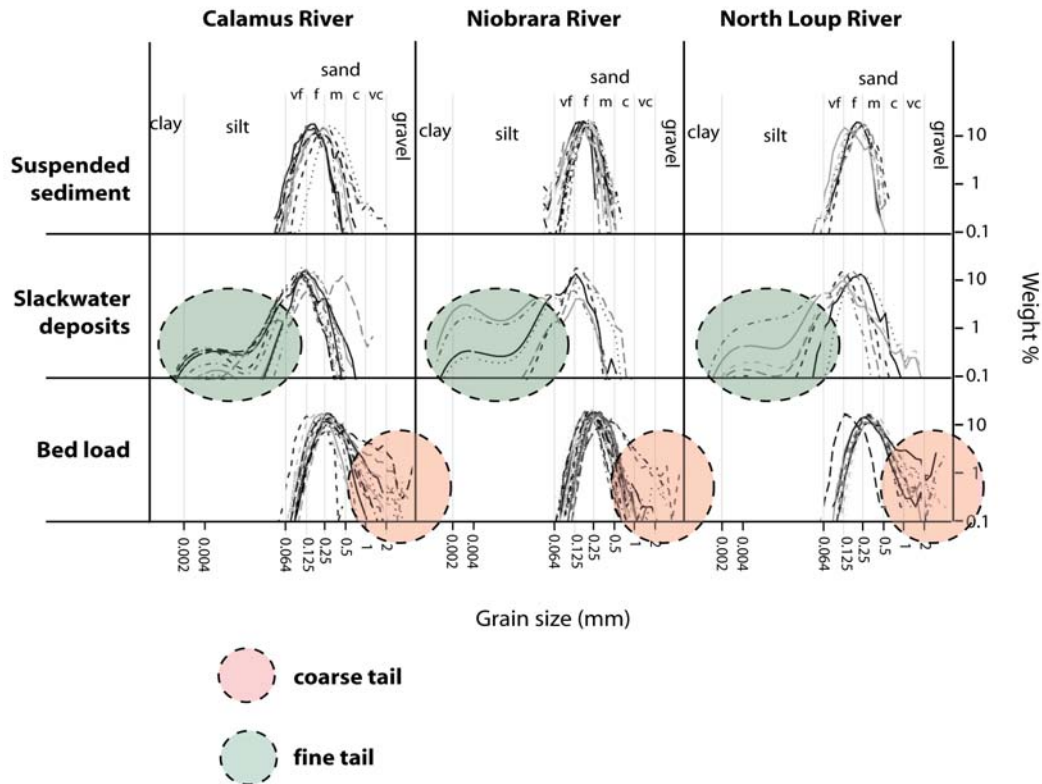 Calamus River
Niobrara River
North Loup River
sand
vf f m c vc
clay
silt
gravel
sand
vf f m c vc
clay
silt
gravel
sand
vf f m c vc
clay
silt
gravel
Suspended
sediment
10
1
0.1
Slackwater
deposits
10
1
0.1
Weight %
Bed load
10
1
0.1
0.002
0.004
0.064
0.125
0.25
0.5
1
2
0.002
0.004
0.064
0.125
0.25
0.5
1
2
0.002
0.004
0.064
0.125
0.25
0.5
1
2
Grain size (mm)
coarse tail
fine tail